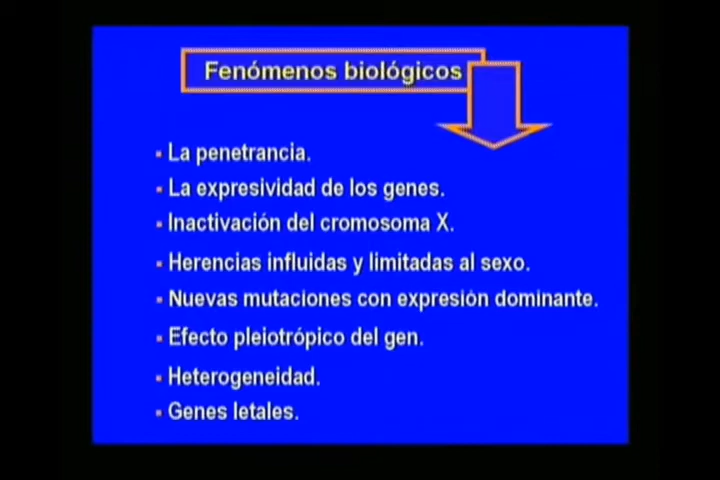 Fenómenos biológicos
▪ La penetrancia.
▪ La expresividad de los genes.
▪ Inactivación del cromosoma X.
▪ Herencias influidas y limitadas al sexo.
▪ Nuevas mutaciones con expresión dominante.
▪ Efecto pleiotrópico del gen.
▪ Heterogeneidad.
▪ Genes letales.